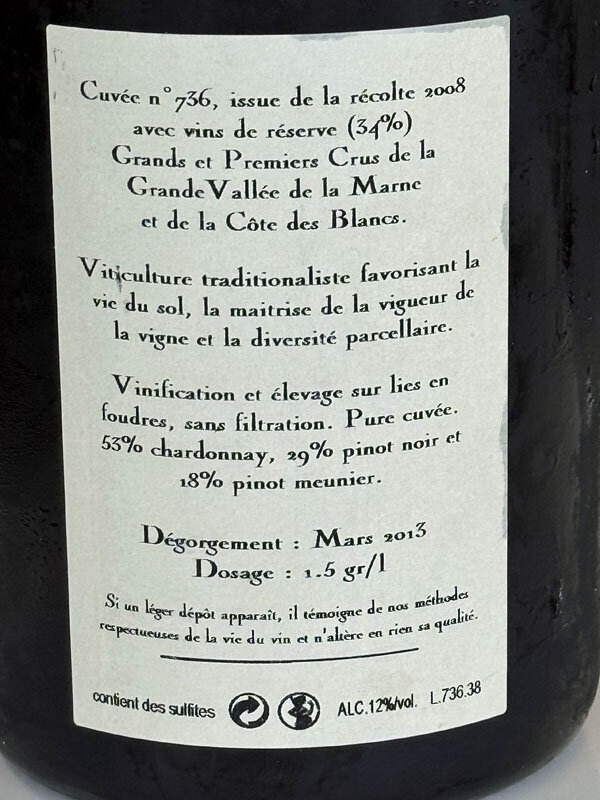 Cuvée n°736, issue de la récolte 2008
avec vins de réserve (34%)
Grands et Premiers Crus de la
Grande Vallée de la Marne
et de la Côte des Blancs.
Viticulture traditionaliste favorisant la
vie du sol, la maitrise de la vigueur de
la vigne et la diversité parcellaire.
Vinification et élevage sur lies en
foudres, sans filtration. Pure cuvée.
53% chardonnay, 29% pinot noir et
18% pinot meunier.
Dégorgement : Mars 2013
Dosage : 1.5 gr/l
Si un léger dépôt apparaît, il témoigne de nos méthodes
respectueuses de la vie du vin et n'altère en rien sa qualité.
contient des sulfites ALC.12%/vol. L.736.38